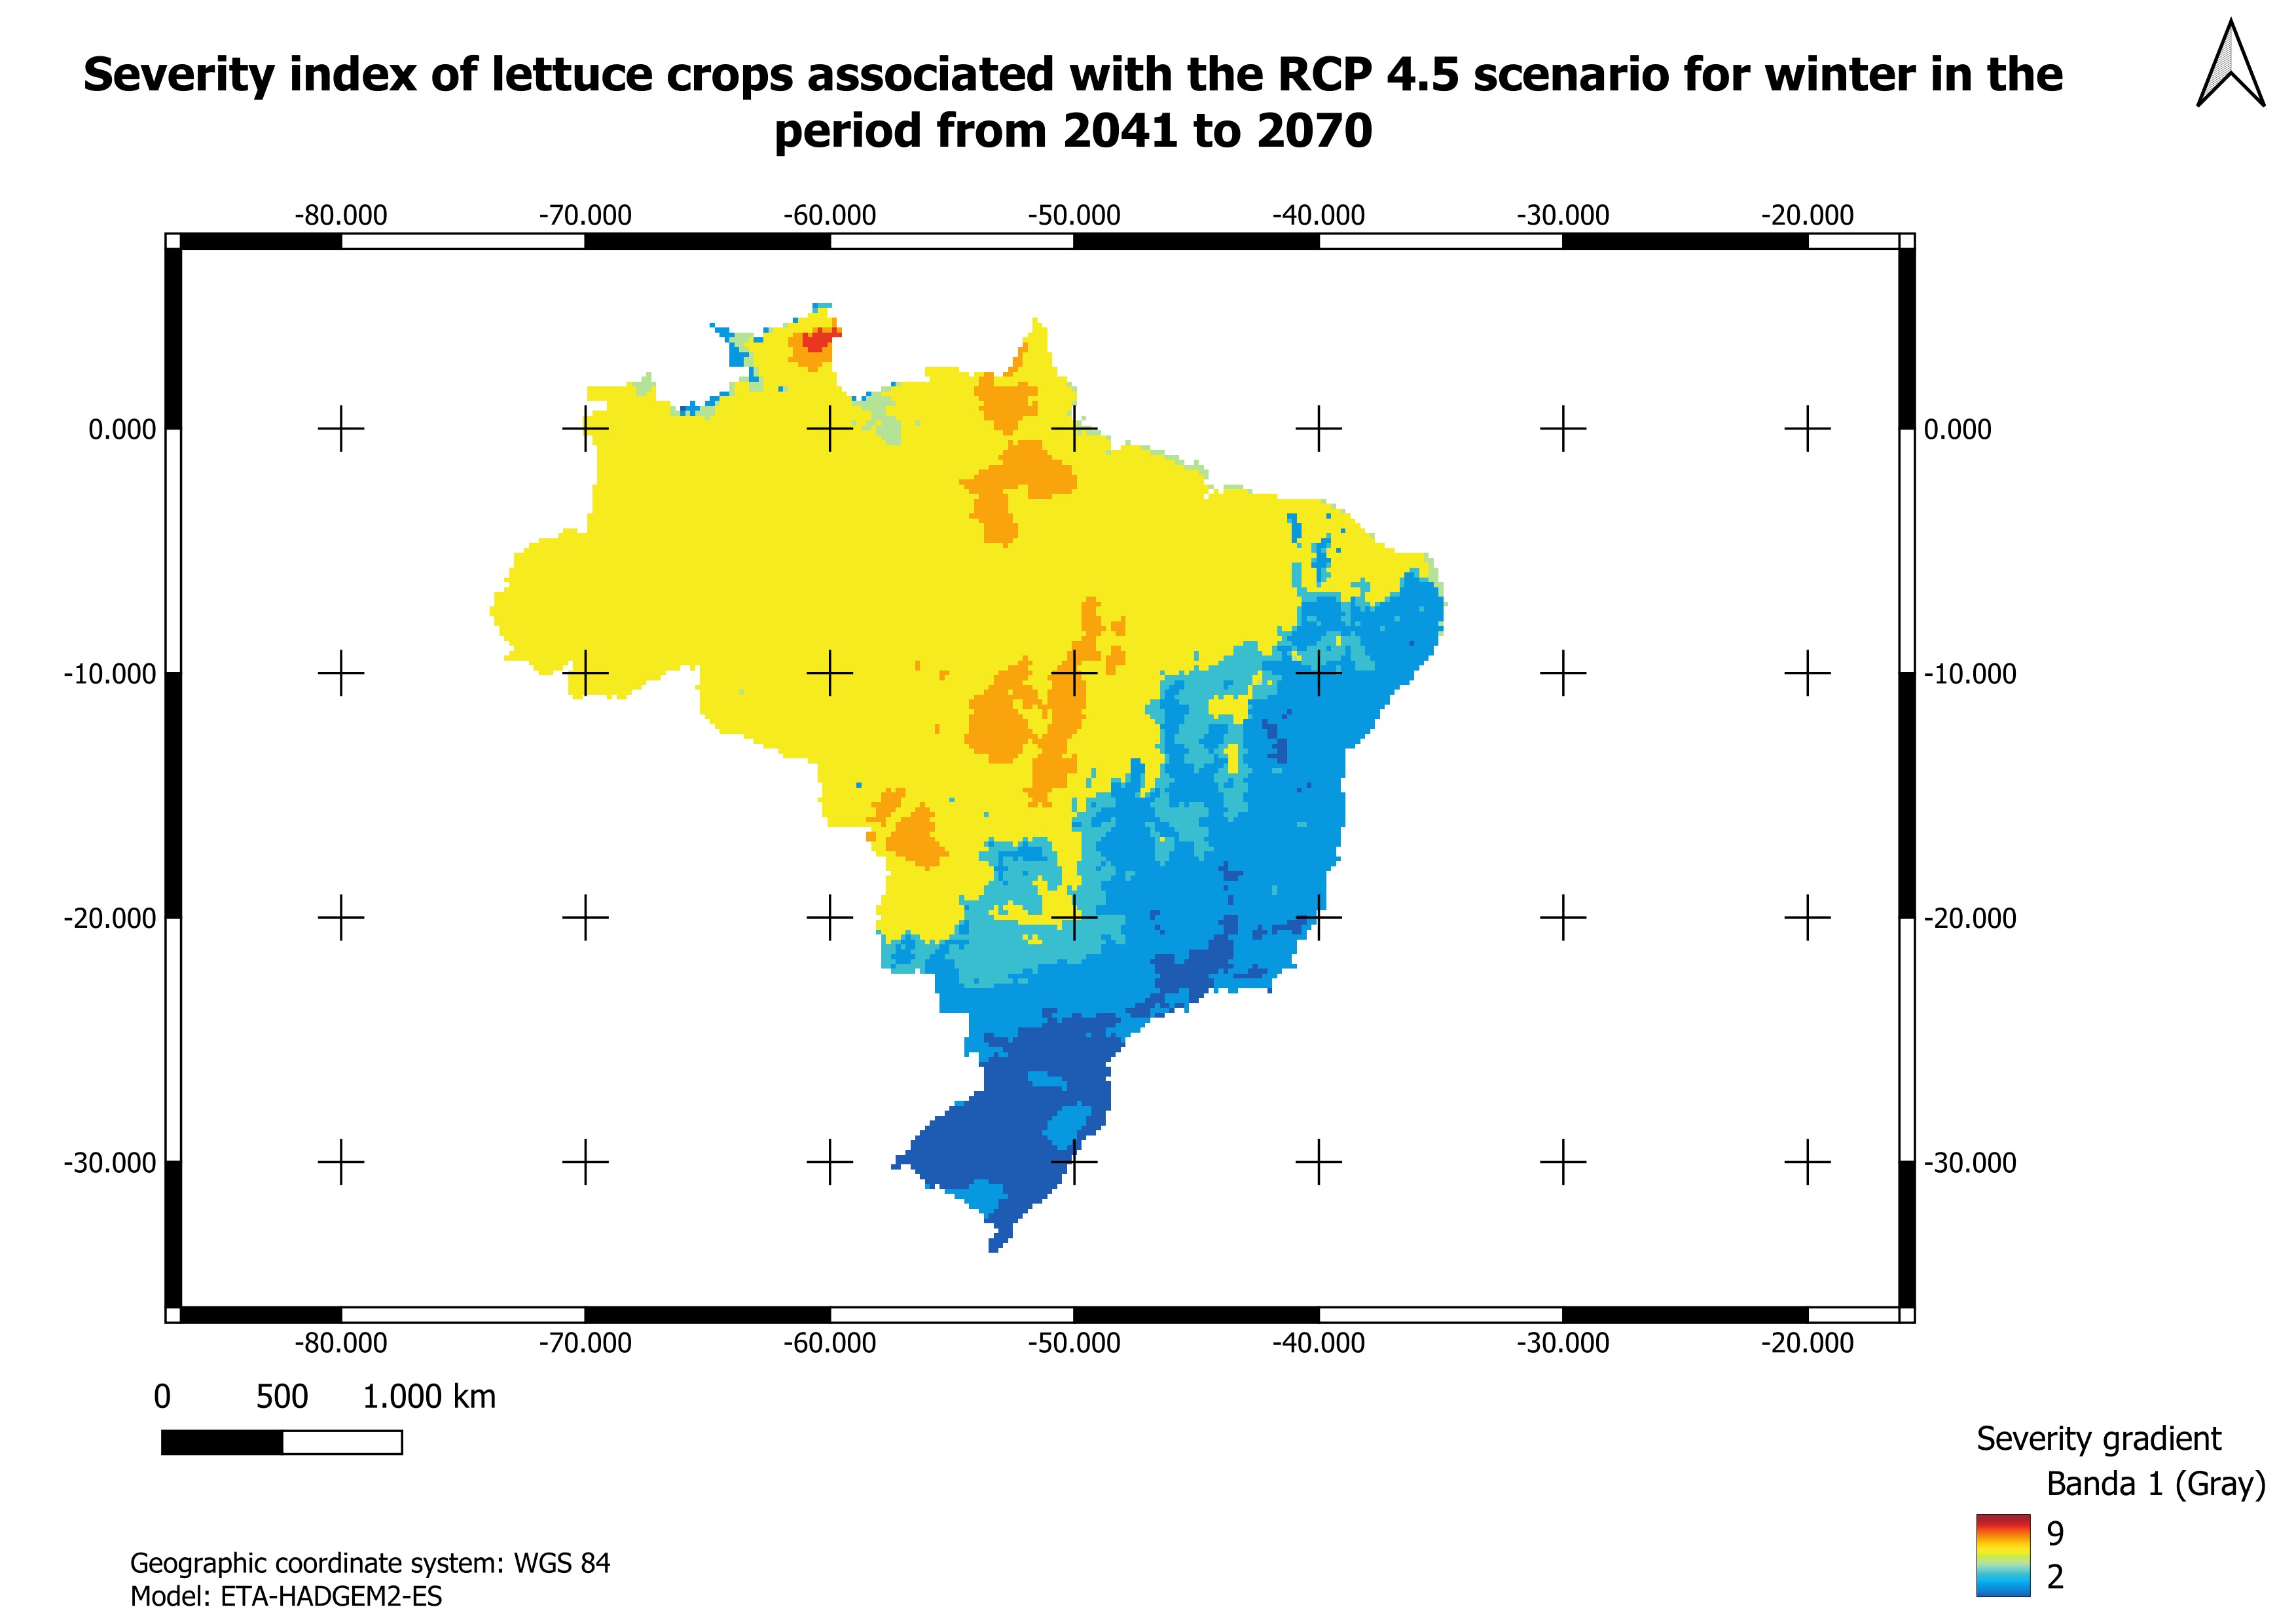 Severity index of lettuce crops associated with the RCP 4.5 scenario for winter in the
period from 2041 to 2070
-80.000 -70.000 -60.000 -50.000 -40.000 -30.000 -20.000
0.000 0.000
-10.000 -10.000
-20.000 -20.000
-30.000 -30.000
-80.000 -70.000 -60.000 -50.000 -40.000 -30.000 -20.000
0 500 1.000 km
Severity gradient
Banda 1 (Gray)
9
2
Geographic coordinate system: WGS 84
Model: ETA-HADGEM2-ES